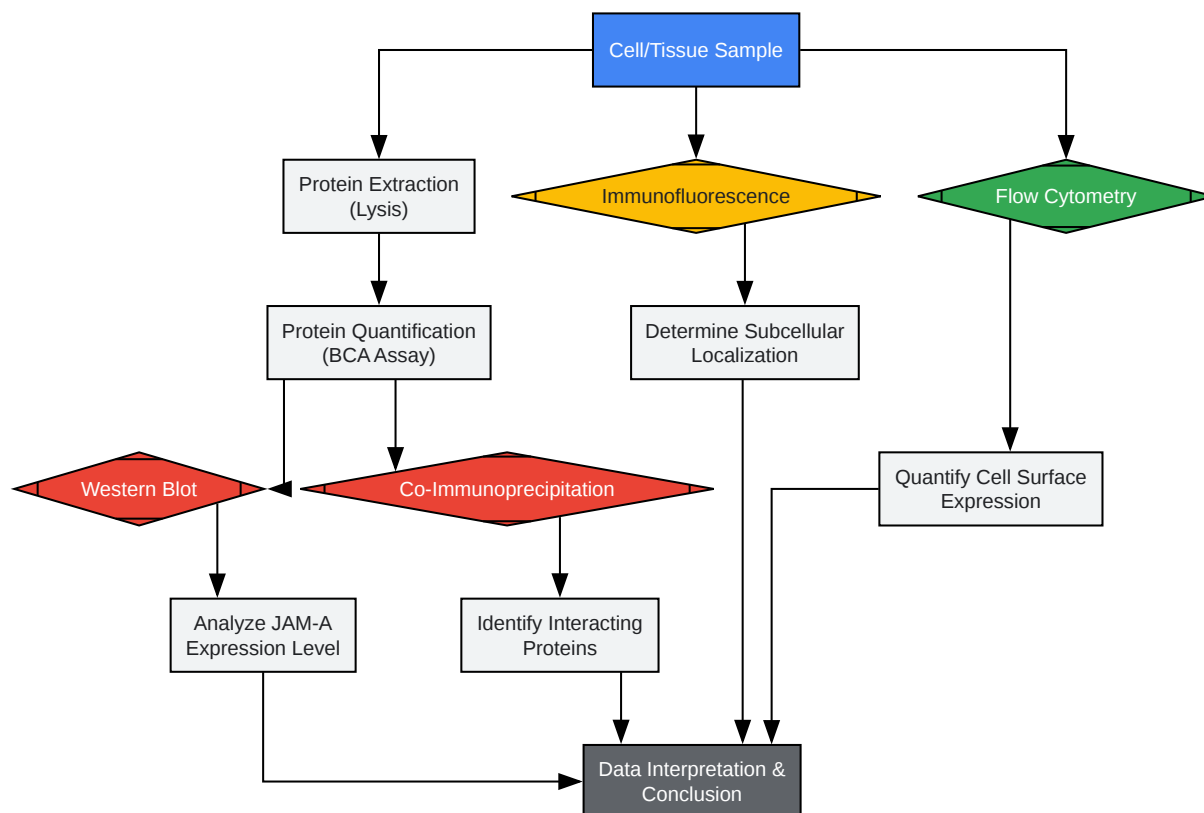 Cell/Tissue Sample
Protein Extraction
(Lysis)
Immunofluorescence
Flow Cytometry
Protein Quantification
(BCA Assay)
Determine Subcellular
Localization
Western Blot
Co-Immunoprecipitation
Quantify Cell Surface
Expression
Analyze JAM-A
Expression Level
Identify Interacting
Proteins
Data Interpretation &
Conclusion